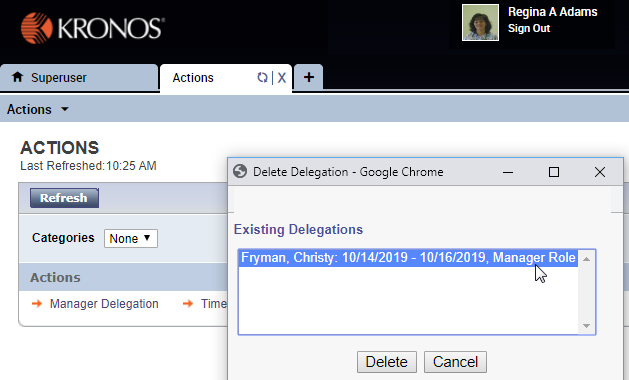 KRONOS®
Regina A Adams
Sign Out
Superuser
Actions
X
+
Actions
ACTIONS
Last Refreshed:10:25 AM
Refresh
Categories
None
Actions
Manager Delegation
Time
Delete Delegation - Google Chrome
Existing Delegations
Fryman, Christy: 10/14/2019 - 10/16/2019, Manager Role
Delete
Cancel